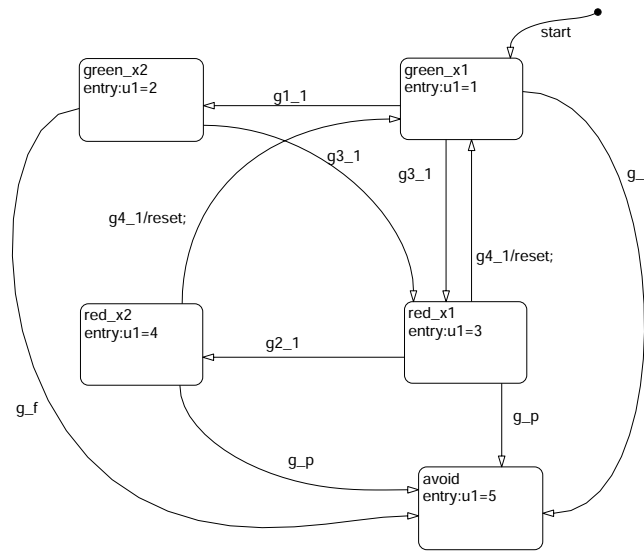 start
green_x2
entry:u1=2
green_x1
entry:u1=1
g1_1
g3_1
g3_1
g_
g4_1/reset;
g4_1/reset;
red_x2
entry:u1=4
red_x1
entry:u1=3
g2_1
g_f
g_p
g_p
avoid
entry:u1=5